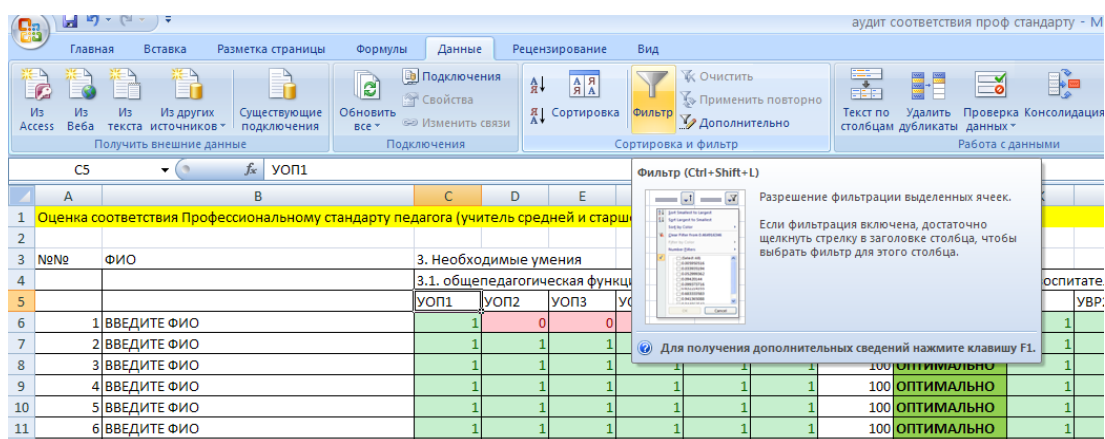 аудит соответствия проф стандарту - M
Главная Вставка Разметка страницы Формулы Данные Рецензирование Вид
Из Access
Из Веба
Из текста
Из других источников
Существующие подключения
Получить внешние данные
Обновить все
Подключения
Свойства
Изменить связи
Подключения
Сортировка
Фильтр
Очистить
Применить повторно
Дополнительно
Сортировка и фильтр
Текст по столбцам
Удалить дубликаты
Проверка данных
Консолидация
Работа с данными
C5 fx УОП1
A B C D E
1 Оценка соответствия Профессиональному стандарту педагога (учитель средней и старш
2
3 №№ ФИО 3. Необходимые умения
4 3.1. общепедагогическая функц оспитател
5 УОП1 УОП2 УОП3 УВР2
6 1 ВВЕДИТЕ ФИО 1 0 0 1
7 2 ВВЕДИТЕ ФИО 1 1 1 1
8 3 ВВЕДИТЕ ФИО 1 1 1 1 1 1 100 ОПТИМАЛЬНО 1
9 4 ВВЕДИТЕ ФИО 1 1 1 1 1 1 100 ОПТИМАЛЬНО 1
10 5 ВВЕДИТЕ ФИО 1 1 1 1 1 1 100 ОПТИМАЛЬНО 1
11 6 ВВЕДИТЕ ФИО 1 1 1 1 1 1 100 ОПТИМАЛЬНО 1
Фильтр (Ctrl+Shift+L)
Разрешение фильтрации выделенных ячеек.
Если фильтрация включена, достаточно
щелкнуть стрелку в заголовке столбца, чтобы
выбрать фильтр для этого столбца.
Для получения дополнительных сведений нажмите клавишу F1.